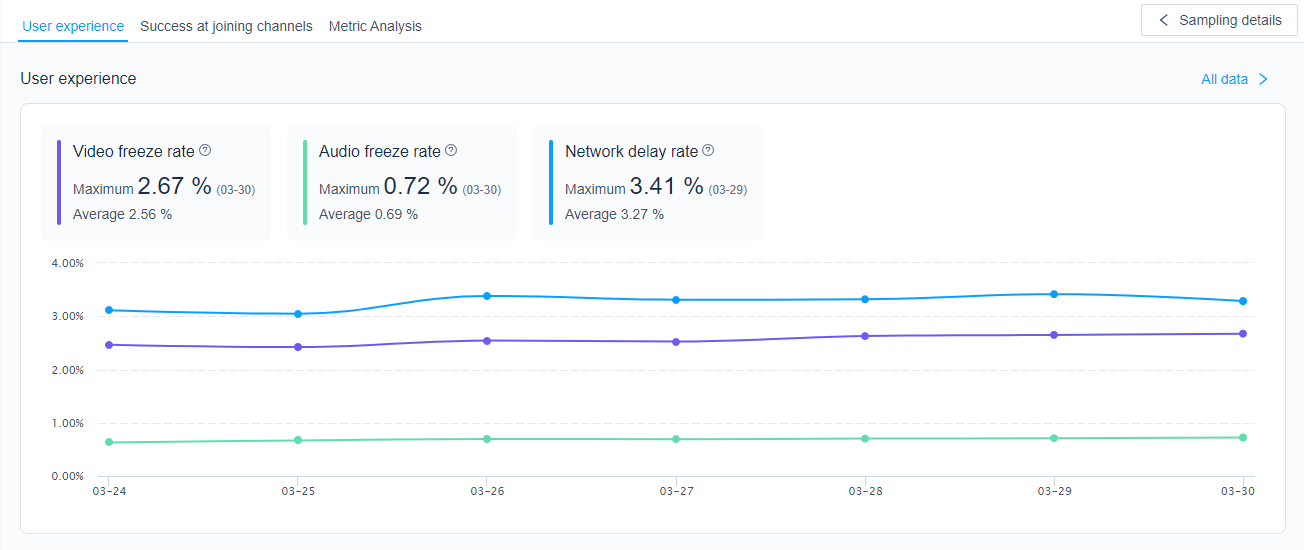 User experience Success at joining channels Metric Analysis Sampling details
User experience All data
Video freeze rate Audio freeze rate Network delay rate
Maximum 2.67 % (03-30) Maximum 0.72 % (03-30) Maximum 3.41 % (03-29)
Average 2.56 % Average 0.69 % Average 3.27 %
4.00%
3.00%
2.00%
1.00%
0.00%
03-24 03-25 03-26 03-27 03-28 03-29 03-30